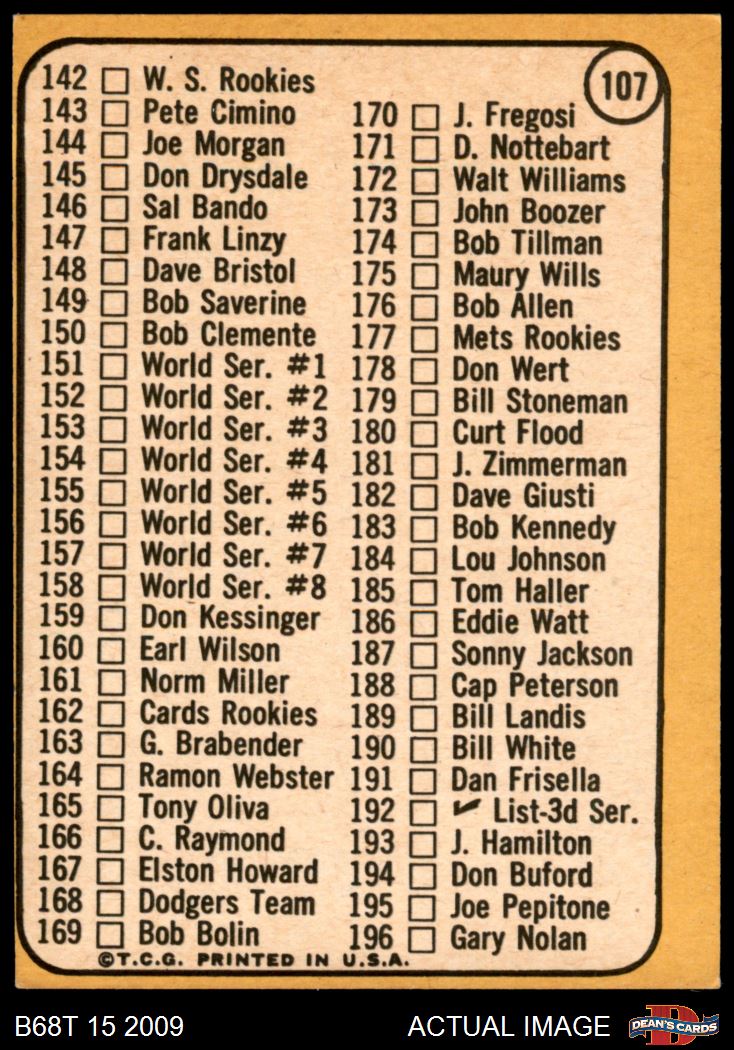 107
142 W. S. Rookies
143 Pete Cimino
144 Joe Morgan
145 Don Drysdale
146 Sal Bando
147 Frank Linzy
148 Dave Bristol
149 Bob Saverine
150 Bob Clemente
151 World Ser. #1
152 World Ser. #2
153 World Ser. #3
154 World Ser. #4
155 World Ser. #5
156 World Ser. #6
157 World Ser. #7
158 World Ser. #8
159 Don Kessinger
160 Earl Wilson
161 Norm Miller
162 Cards Rookies
163 G. Brabender
164 Ramon Webster
165 Tony Oliva
166 C. Raymond
167 Elston Howard
168 Dodgers Team
169 Bob Bolin
170 J. Fregosi
171 D. Nottebart
172 Walt Williams
173 John Boozer
174 Bob Tillman
175 Maury Wills
176 Bob Allen
177 Mets Rookies
178 Don Wert
179 Bill Stoneman
180 Curt Flood
181 J. Zimmerman
182 Dave Giusti
183 Bob Kennedy
184 Lou Johnson
185 Tom Haller
186 Eddie Watt
187 Sonny Jackson
188 Cap Peterson
189 Bill Landis
190 Bill White
191 Dan Frisella
192 ✓ List-3d Ser.
193 J. Hamilton
194 Don Buford
195 Joe Pepitone
196 Gary Nolan
©T.C.G. PRINTED IN U.S.A.
B68T 15 2009
ACTUAL IMAGE
DEAN'S CARDS